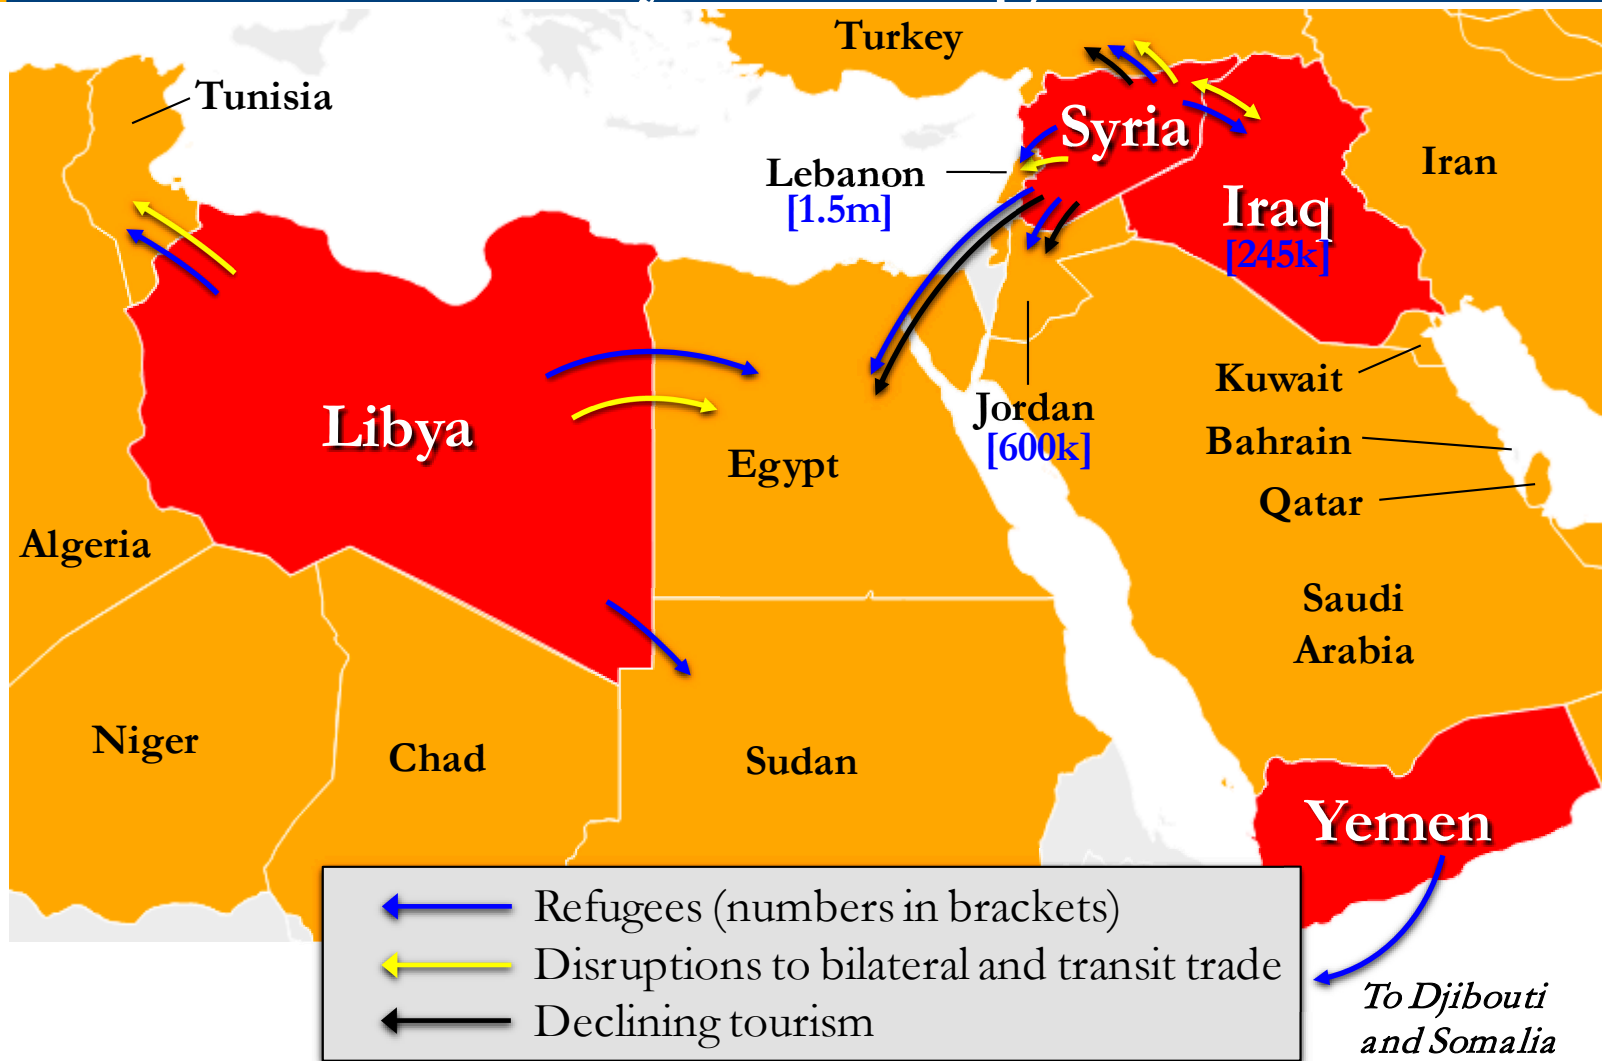 Turkey
Tunisia
Syria
Lebanon
[1.5m]
Iran
Iraq
[245k]
Kuwait
Jordan
[600k]
Libya
Bahrain
Egypt
Qatar
Algeria
Saudi
Arabia
Niger
Chad
Sudan
Yemen
Refugees (numbers in brackets)
Disruptions to bilateral and transit trade
Declining tourism
To Djibouti
and Somalia